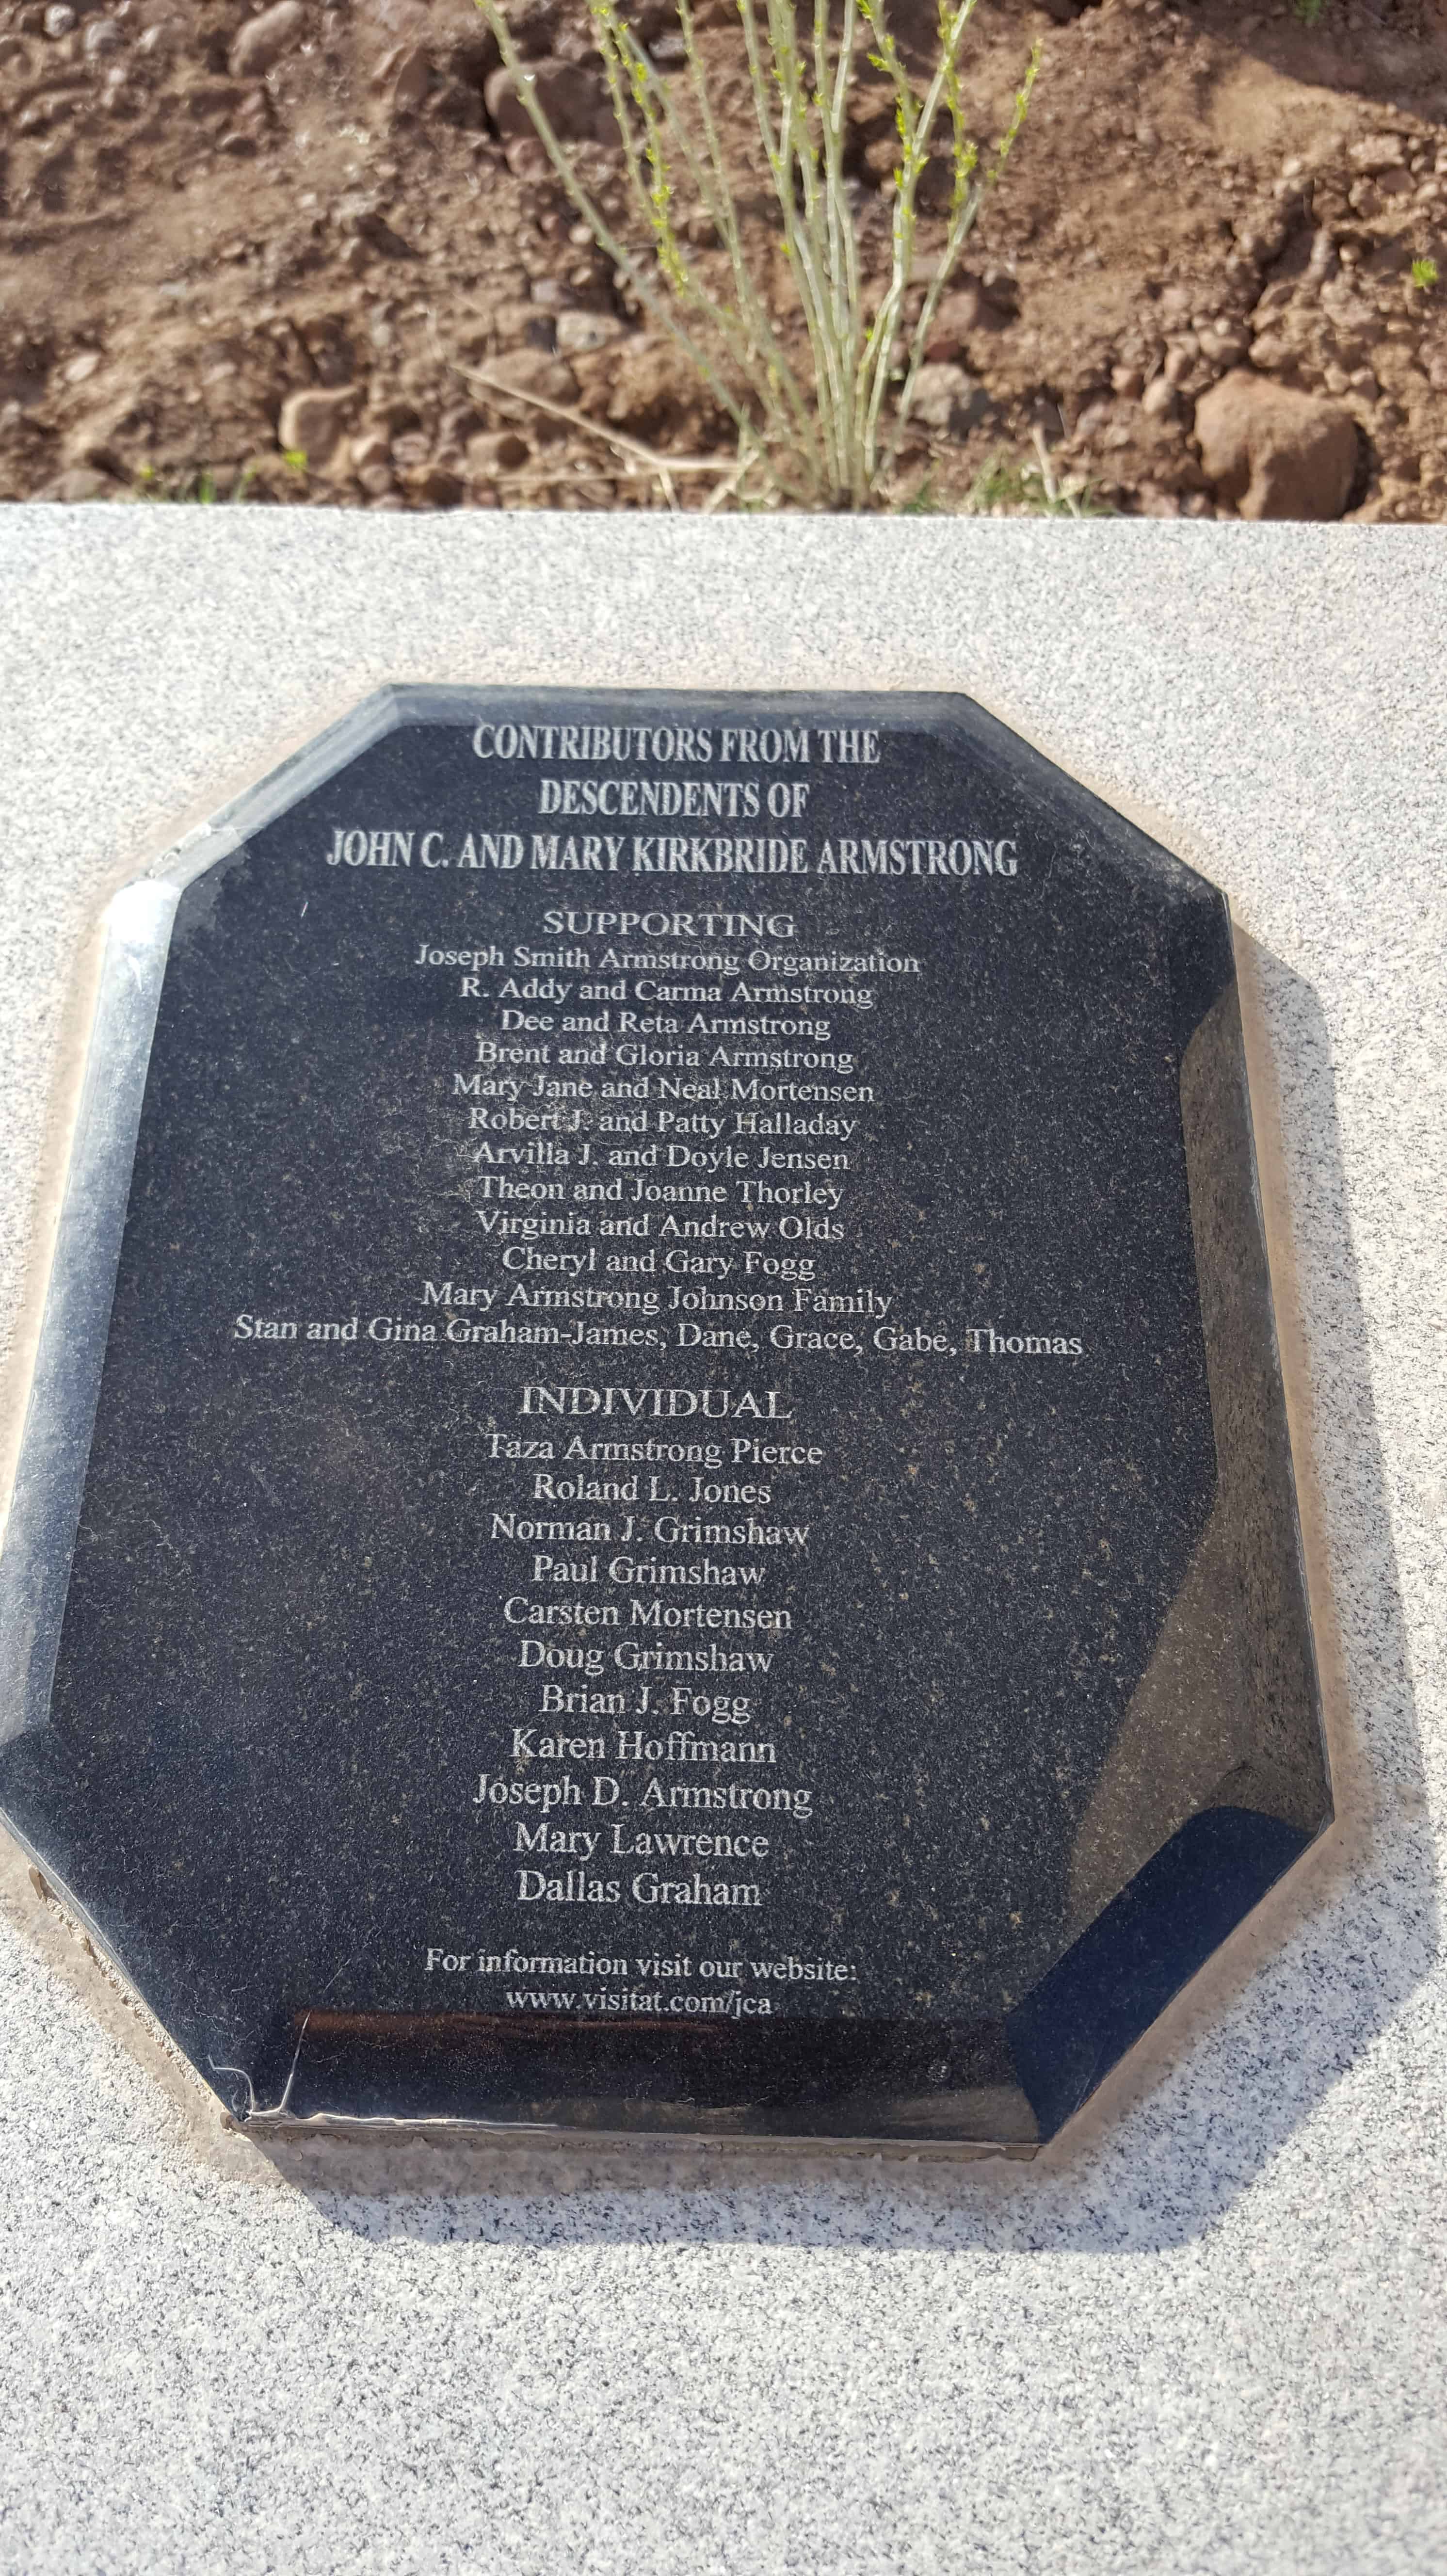 CONTRIBUTORS FROM THE
DESCENDENTS OF
JOHN C. AND MARY KIRKBRIDE ARMSTRONG
SUPPORTING
Joseph Smith Armstrong Organization
R. Addy and Carma Armstrong
Dee and Reta Armstrong
Brent and Gloria Armstrong
Mary Jane and Neal Mortensen
Robert J. and Patty Halladay
Arvilla J. and Doyle Jensen
Theon and Joanne Thorley
Virginia and Andrew Olds
Cheryl and Gary Fogg
Mary Armstrong Johnson Family
Stan and Gina Graham-James, Dane, Grace, Gabe, Thomas
INDIVIDUAL
Taza Armstrong Pierce
Roland L. Jones
Norman J. Grimshaw
Paul Grimshaw
Carsten Mortensen
Doug Grimshaw
Brian J. Fogg
Karen Hoffmann
Joseph D. Armstrong
Mary Lawrence
Dallas Graham
For information visit our website:
www.visitat.com/jca